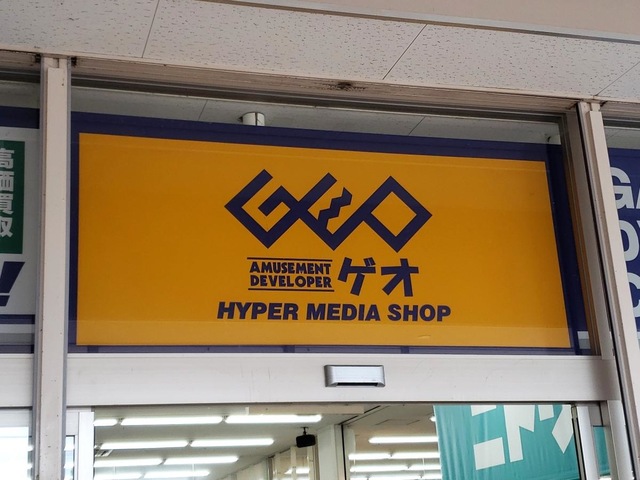 GEO
AMUSEMENT
DEVELOPER
ゲオ
HYPER MEDIA SHOP
高価買取
!